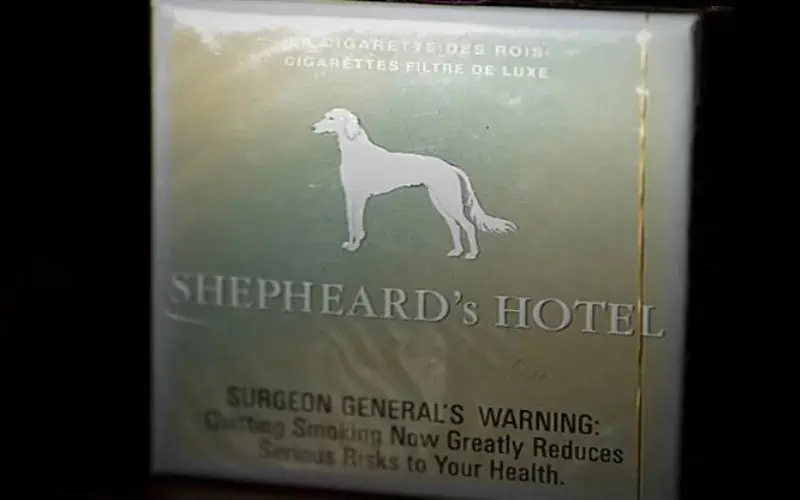 LA CIGARETTE DES ROIS
CIGARETTES FILTRE DE LUXE
SHEPHEARD's HOTEL
SURGEON GENERAL'S WARNING:
Quitting Smoking Now Greatly Reduces
Serious Risks to Your Health.